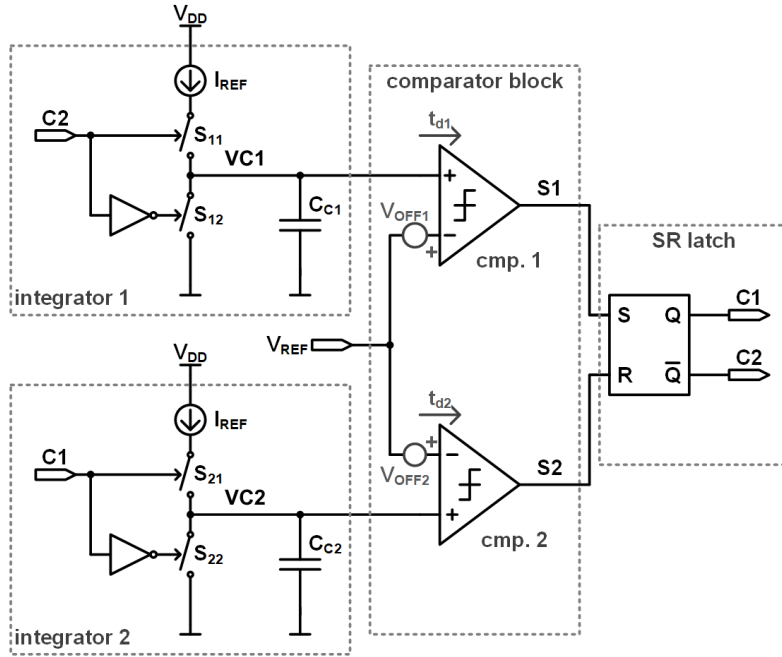 VDD
IREF
C2
S11
VC1
S12
CC1
integrator 1
comparator block
td1
+
VOFF1
−
+
cmp. 1
S1
SR latch
S
Q
C1
R
Q̅
C2
VREF
VDD
IREF
C1
S21
VC2
S22
CC2
integrator 2
td2
+
−
VOFF2
+
cmp. 2
S2